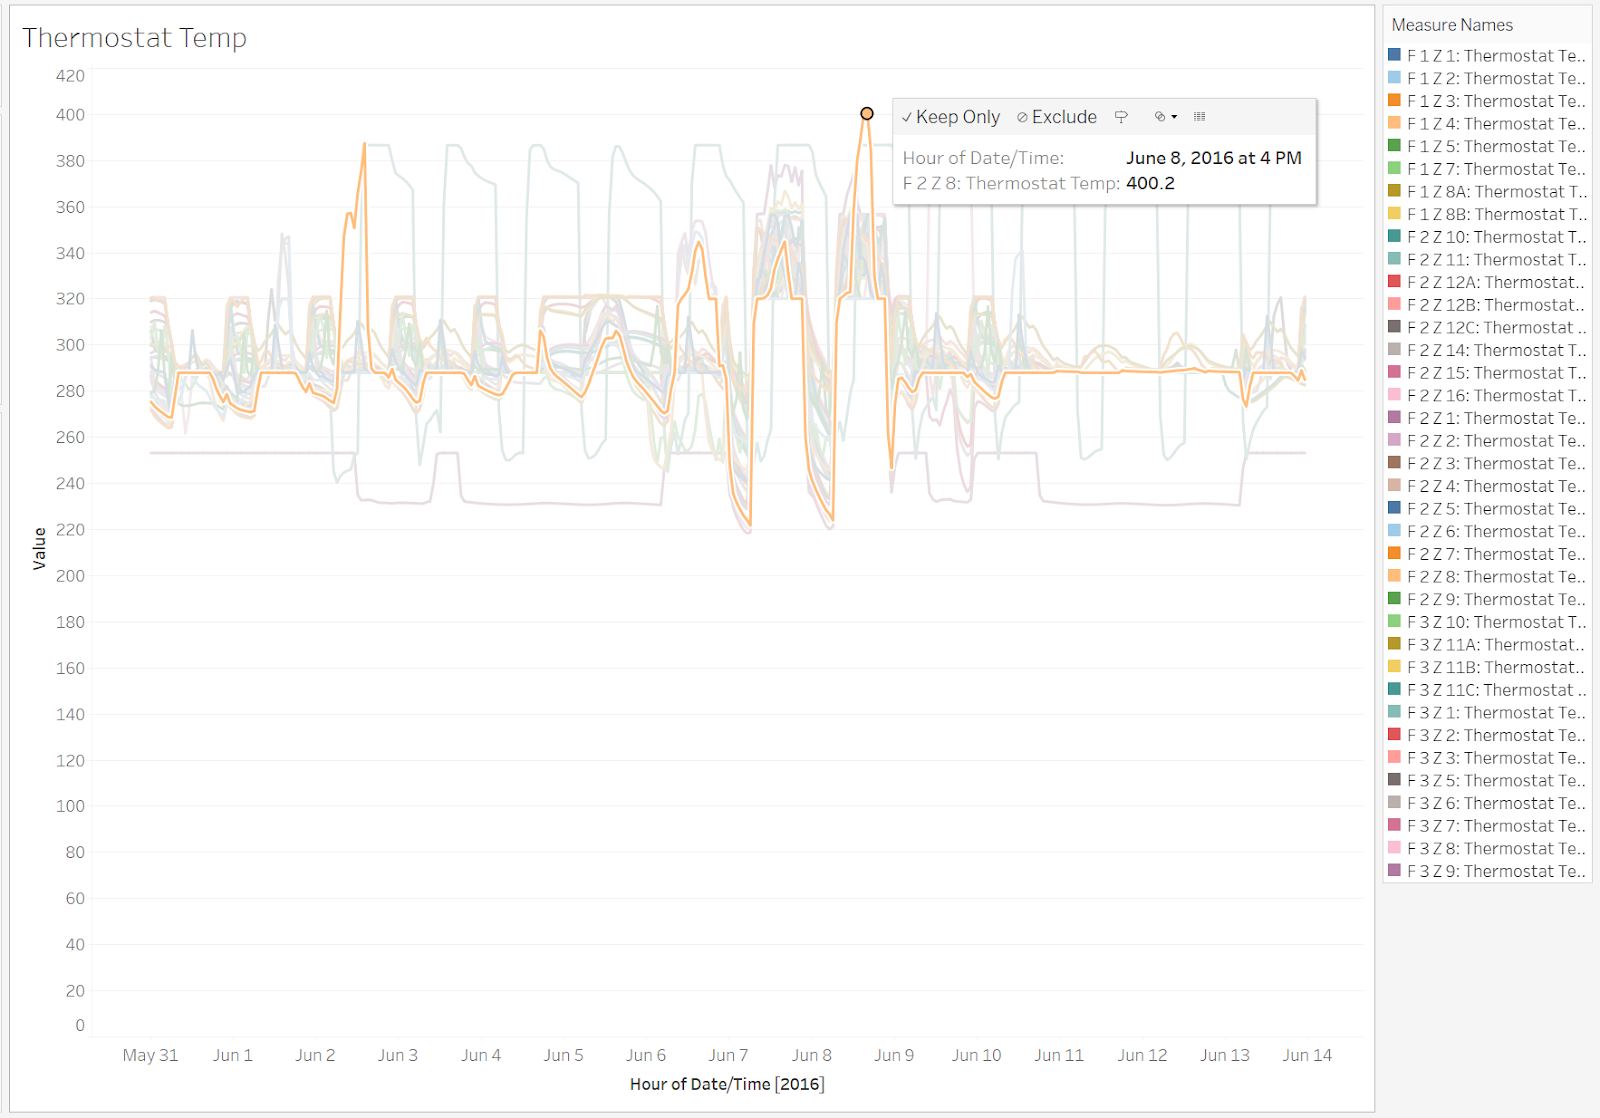 Thermostat Temp
420
400
380
360
340
320
300
280
260
240
220
200
180
160
140
120
100
80
60
40
20
0
Value
Keep Only Exclude
Hour of Date/Time: June 8, 2016 at 4 PM
F 2 Z 8: Thermostat Temp: 400.2
May 31 Jun 1 Jun 2 Jun 3 Jun 4 Jun 5 Jun 6 Jun 7 Jun 8 Jun 9 Jun 10 Jun 11 Jun 12 Jun 13 Jun 14
Hour of Date/Time [2016]
Measure Names
F 1 Z 1: Thermostat Te..
F 1 Z 2: Thermostat Te..
F 1 Z 3: Thermostat Te..
F 1 Z 4: Thermostat Te..
F 1 Z 5: Thermostat Te..
F 1 Z 7: Thermostat Te..
F 1 Z 8A: Thermostat T..
F 1 Z 8B: Thermostat T..
F 2 Z 10: Thermostat T..
F 2 Z 11: Thermostat T..
F 2 Z 12A: Thermostat..
F 2 Z 12B: Thermostat..
F 2 Z 12C: Thermostat ..
F 2 Z 14: Thermostat T..
F 2 Z 15: Thermostat T..
F 2 Z 16: Thermostat T..
F 2 Z 1: Thermostat Te..
F 2 Z 2: Thermostat Te..
F 2 Z 3: Thermostat Te..
F 2 Z 4: Thermostat Te..
F 2 Z 5: Thermostat Te..
F 2 Z 6: Thermostat Te..
F 2 Z 7: Thermostat Te..
F 2 Z 8: Thermostat Te..
F 2 Z 9: Thermostat Te..
F 3 Z 10: Thermostat T..
F 3 Z 11A: Thermostat..
F 3 Z 11B: Thermostat..
F 3 Z 11C: Thermostat ..
F 3 Z 1: Thermostat Te..
F 3 Z 2: Thermostat Te..
F 3 Z 3: Thermostat Te..
F 3 Z 5: Thermostat Te..
F 3 Z 6: Thermostat Te..
F 3 Z 7: Thermostat Te..
F 3 Z 8: Thermostat Te..
F 3 Z 9: Thermostat Te..